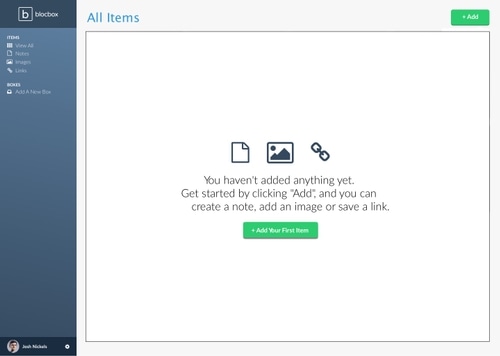 b blocbox
All Items
+ Add
ITEMS
View All
Notes
Images
Links
BOXES
Add A New Box
You haven't added anything yet.
Get started by clicking "Add", and you can
create a note, add an image or save a link.
+ Add Your First Item
Josh Nickols